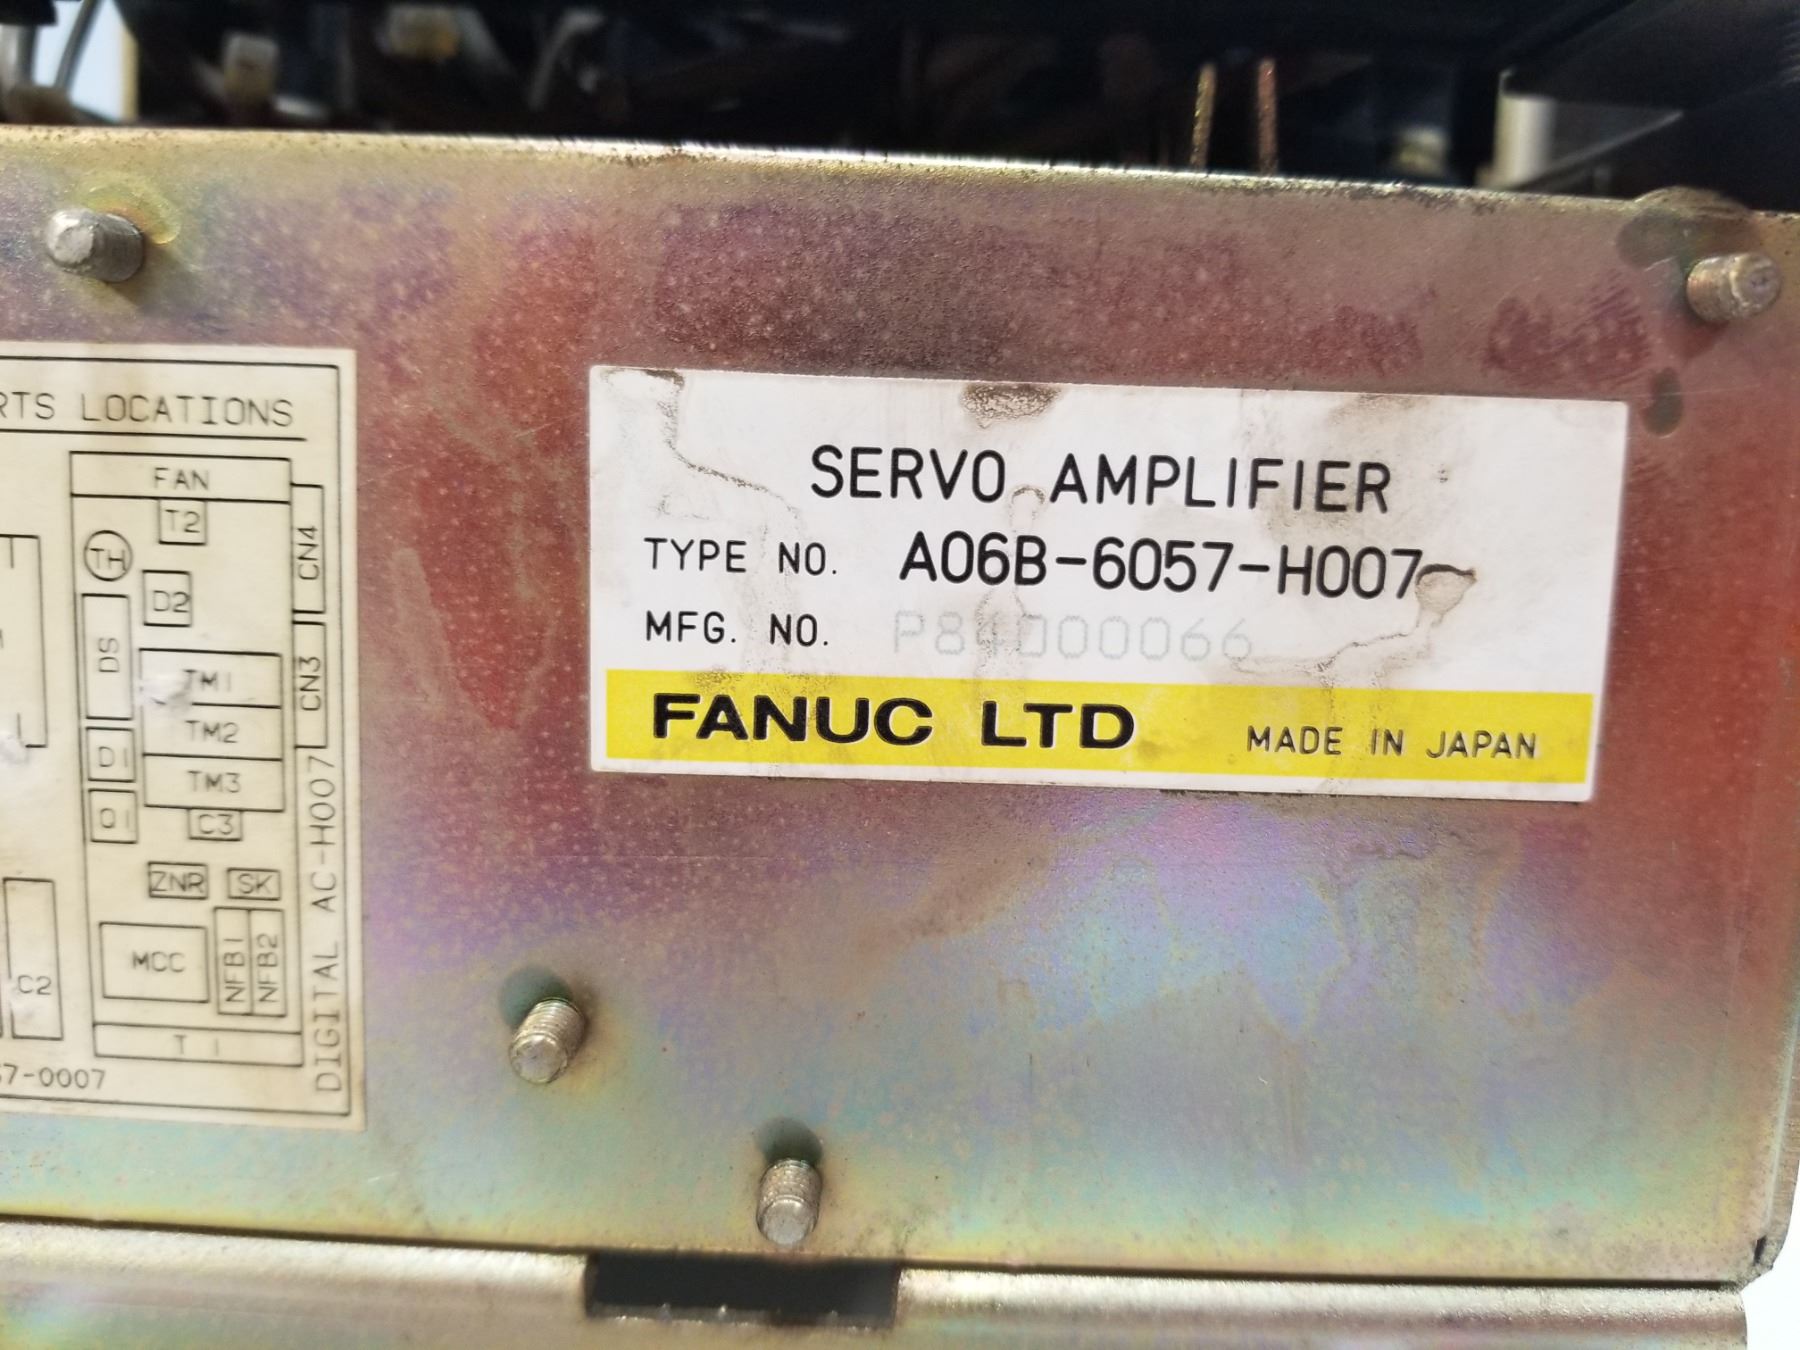 RTS LOCATIONS
FAN
T2
TH
CN4
D2
DS
TM1
CN3
TM2
D1
TM3
Q1
C3
ZNR
SK
MCC
NFB1
NFB2
C2
T1
7-0007
DIGITAL AC-H007
SERVO AMPLIFIER
TYPE NO. A06B-6057-H007
MFG. NO. P84D00066
FANUC LTD MADE IN JAPAN